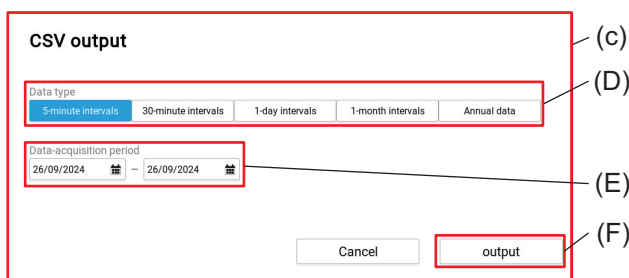 CSV output
(c)
Data type
(D)
5-minute intervals 30-minute intervals 1-day intervals 1-month intervals Annual data
Data-acquisition period
26/09/2024 – 26/09/2024
(E)
(F)
Cancel output